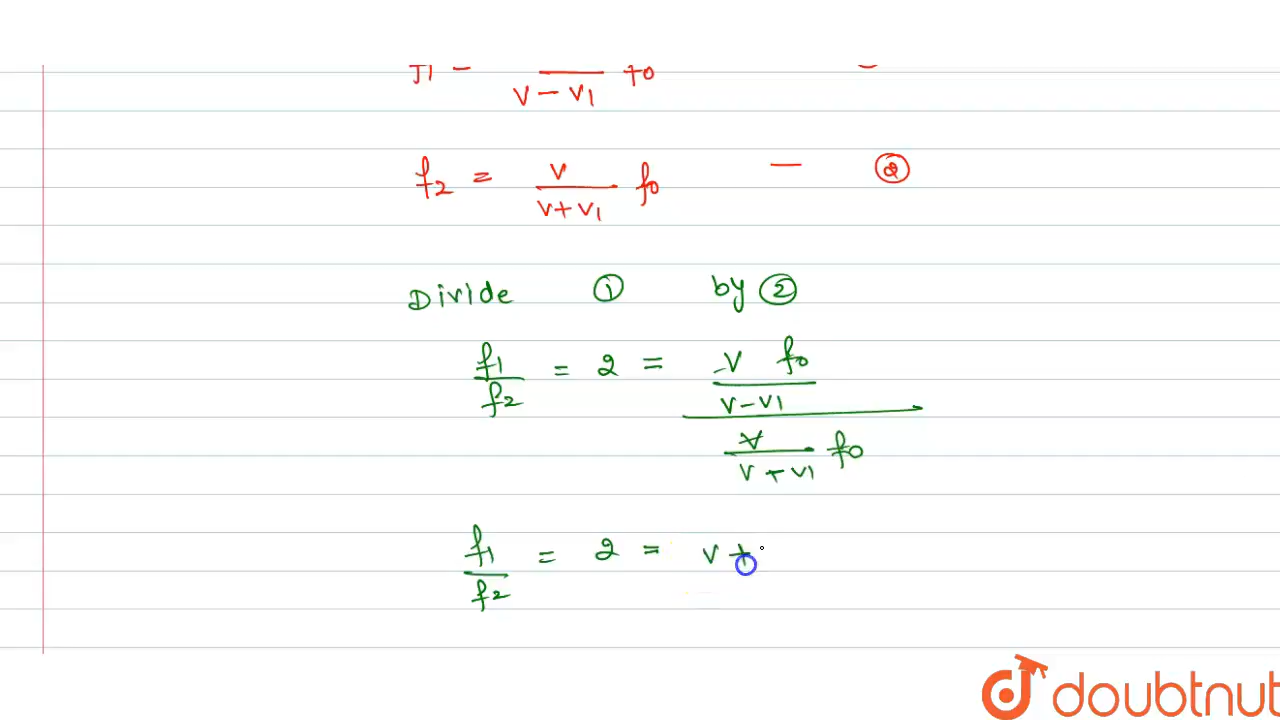 v - v1
f2 = v / v+v1 f0 — ②
Divide ① by ②
f1 / f2 = 2 = v f0 / v-v1 / v / v+v1 f0
f1 / f2 = 2 = v +
doubtnut